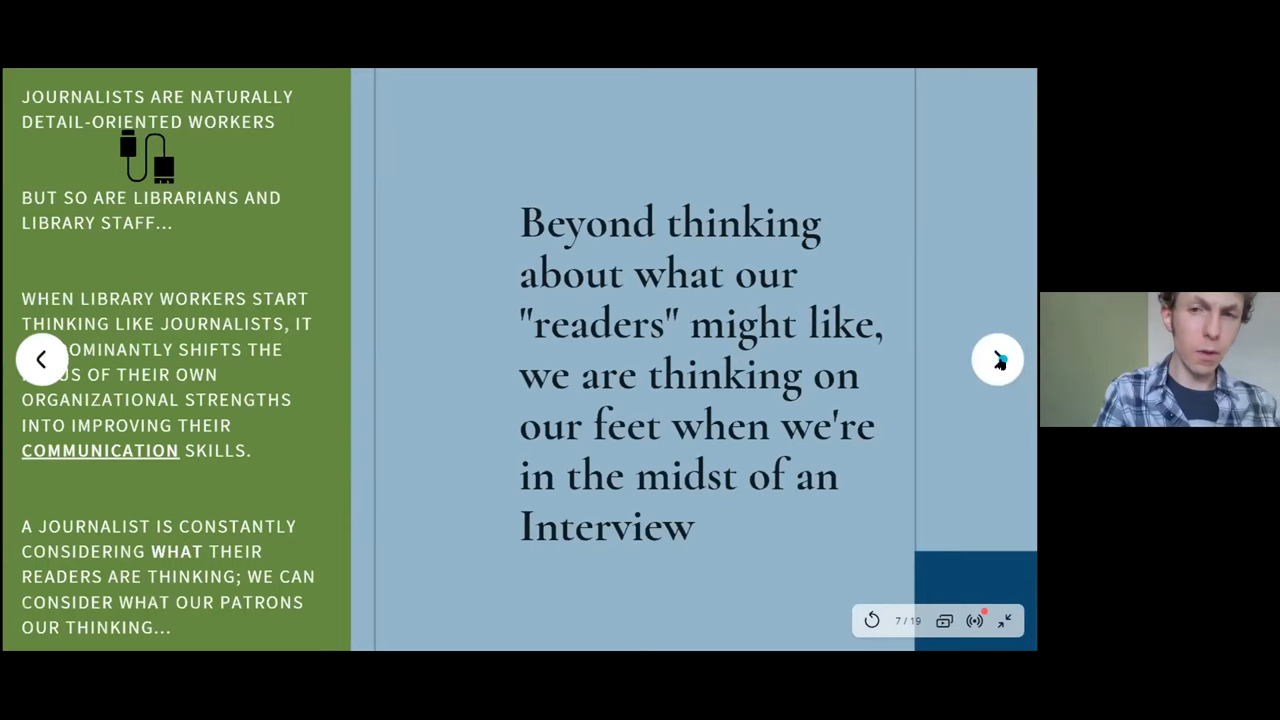 JOURNALISTS ARE NATURALLY
DETAIL-ORIENTED WORKERS
BUT SO ARE LIBRARIANS AND
LIBRARY STAFF...
WHEN LIBRARY WORKERS START
THINKING LIKE JOURNALISTS, IT
OMINANTLY SHIFTS THE
US OF THEIR OWN
ORGANIZATIONAL STRENGTHS
INTO IMPROVING THEIR
COMMUNICATION SKILLS.
A JOURNALIST IS CONSTANTLY
CONSIDERING WHAT THEIR
READERS ARE THINKING; WE CAN
CONSIDER WHAT OUR PATRONS
OUR THINKING...
Beyond thinking
about what our
"readers" might like,
we are thinking on
our feet when we're
in the midst of an
Interview
7 / 19